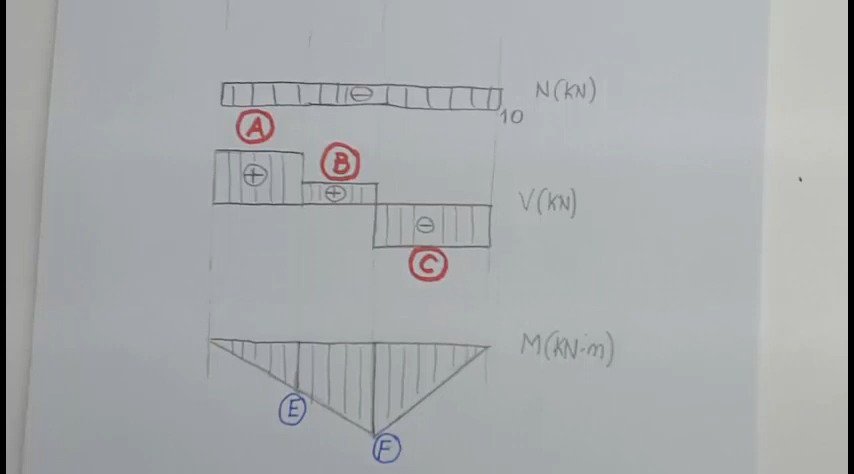 ⊖ N(KN)
10
A
B
⊕ ⊕ V(KN)
⊖
C
M(KN·m)
E
F